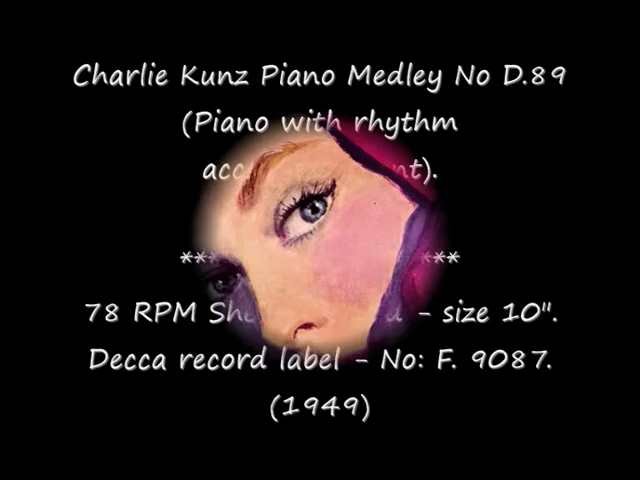 Charlie Kunz Piano Medley No D.89
(Piano with rhythm
***     ***
78 RPM - size 10".
Decca record label - No: F. 9087.
(1949)